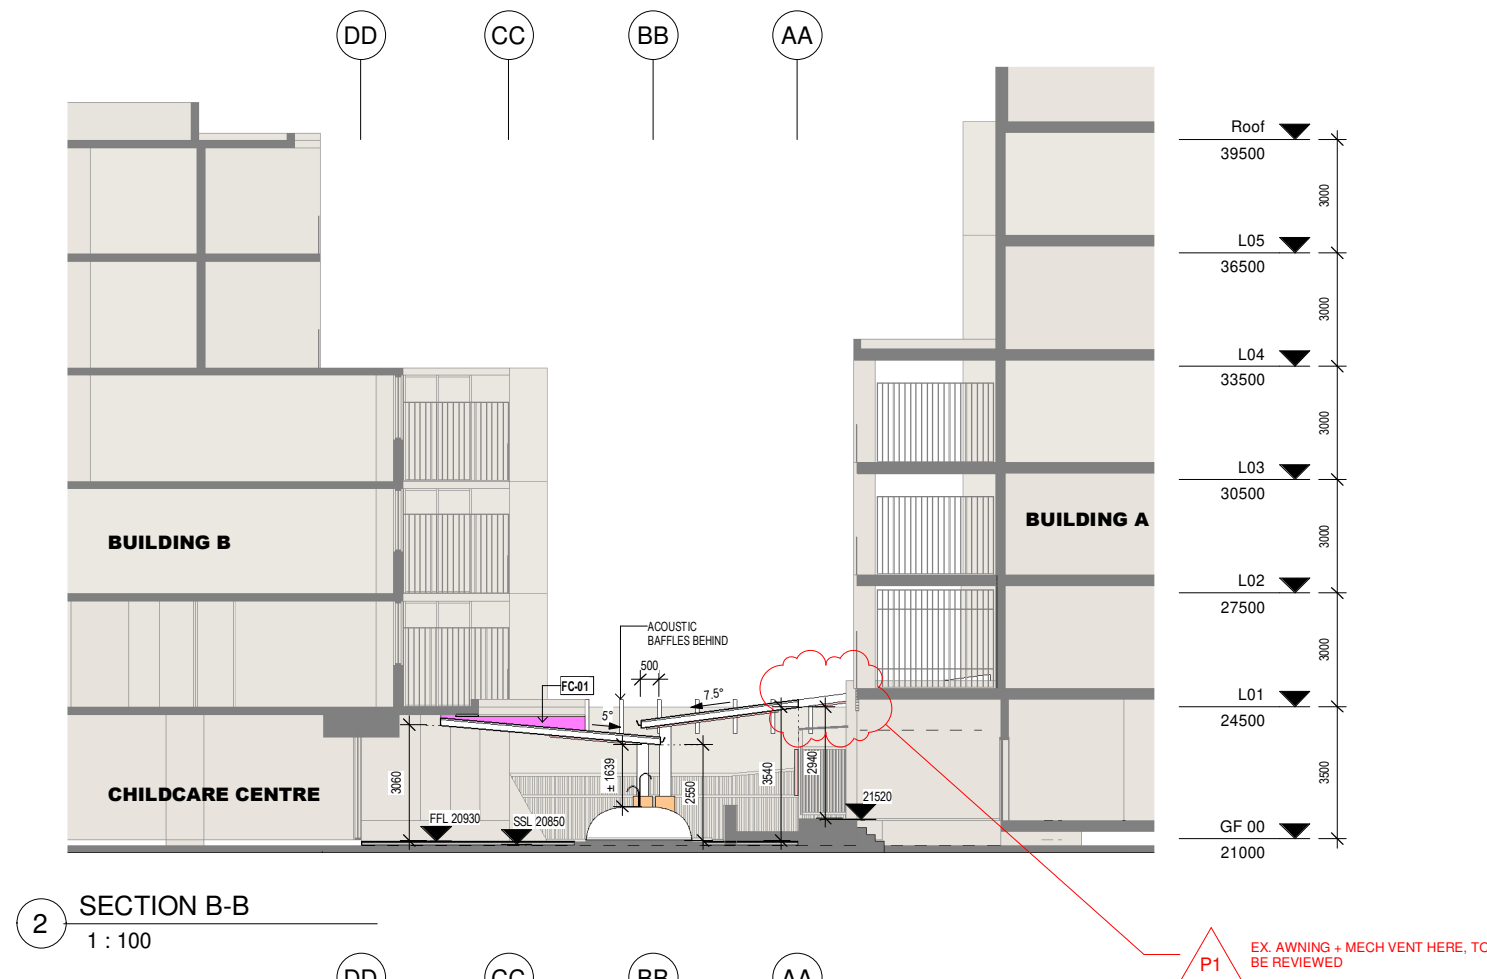 DD
CC
BB
AA
Roof
39500
3000
L05
36500
3000
L04
33500
3000
L03
30500
BUILDING A
BUILDING B
3000
L02
27500
3000
ACOUSTIC
BAFFLES BEHIND
500
FC-01
7.5°
5°
L01
24500
3060
± 1639
2550
3540
2940
3500
CHILDCARE CENTRE
21520
FFL 20930
SSL 20850
GF 00
21000
2
SECTION B-B
1 : 100
P1
EX. AWNING + MECH VENT HERE, TO
BE REVIEWED
DD
CC
BB
AA